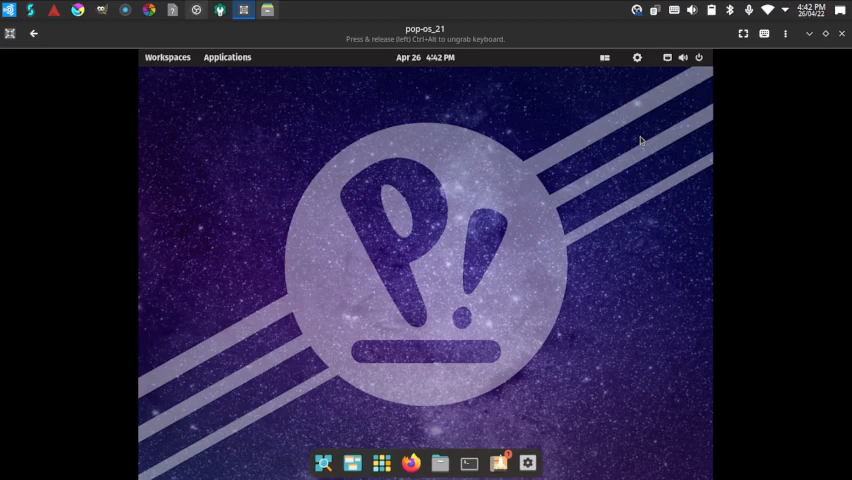 4:42 PM
26/04/22
pop-os_21
Press & release (left) Ctrl+Alt to ungrab keyboard.
Workspaces Applications Apr 26 4:42 PM
P!
1